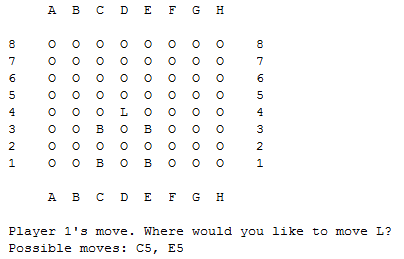 A B C D E F G H
8 O O O O O O O O 8
7 O O O O O O O O 7
6 O O O O O O O O 6
5 O O O O O O O O 5
4 O O O L O O O O 4
3 O O B O B O O O 3
2 O O O O O O O O 2
1 O O B O B O O O 1
A B C D E F G H
Player 1's move. Where would you like to move L?
Possible moves: C5, E5